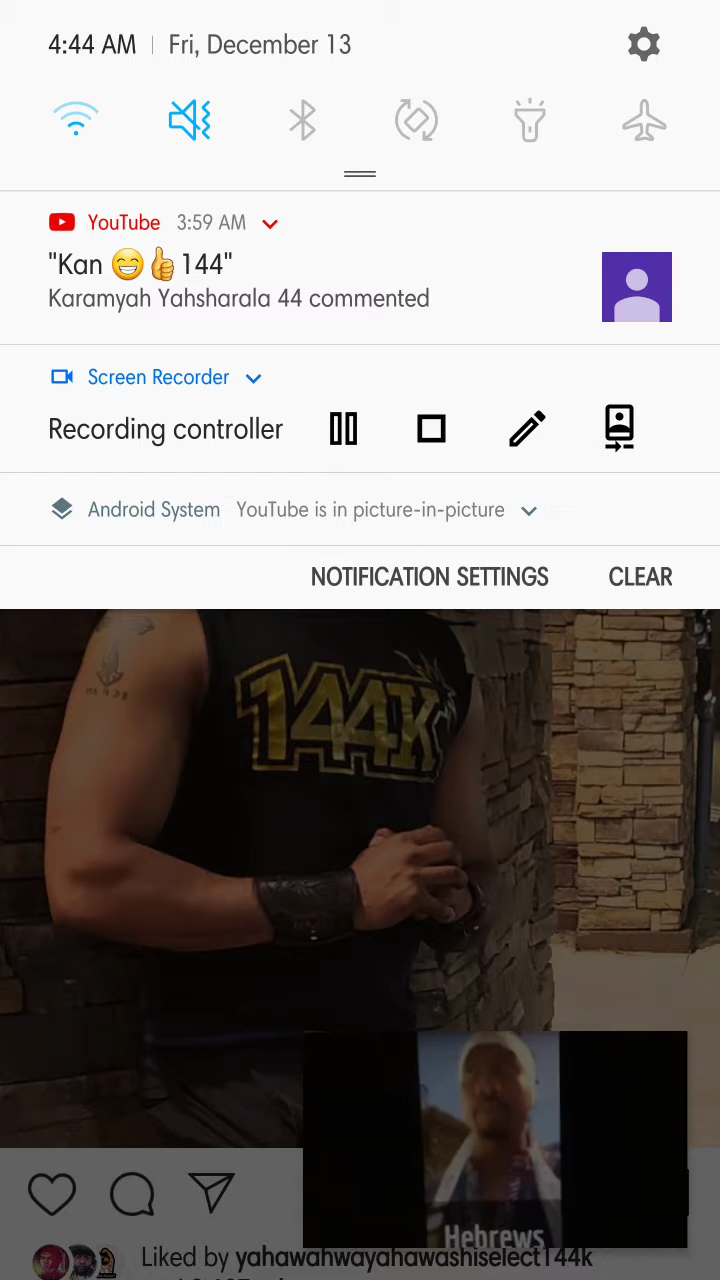 4:44 AM | Fri, December 13
YouTube 3:59 AM
"Kan 😁👍 144"
Karamyah Yahsharala 44 commented
Screen Recorder
Recording controller
Android System YouTube is in picture-in-picture
NOTIFICATION SETTINGS CLEAR
144K
Hebrews
Liked by yahawahwayahawashiselect144k